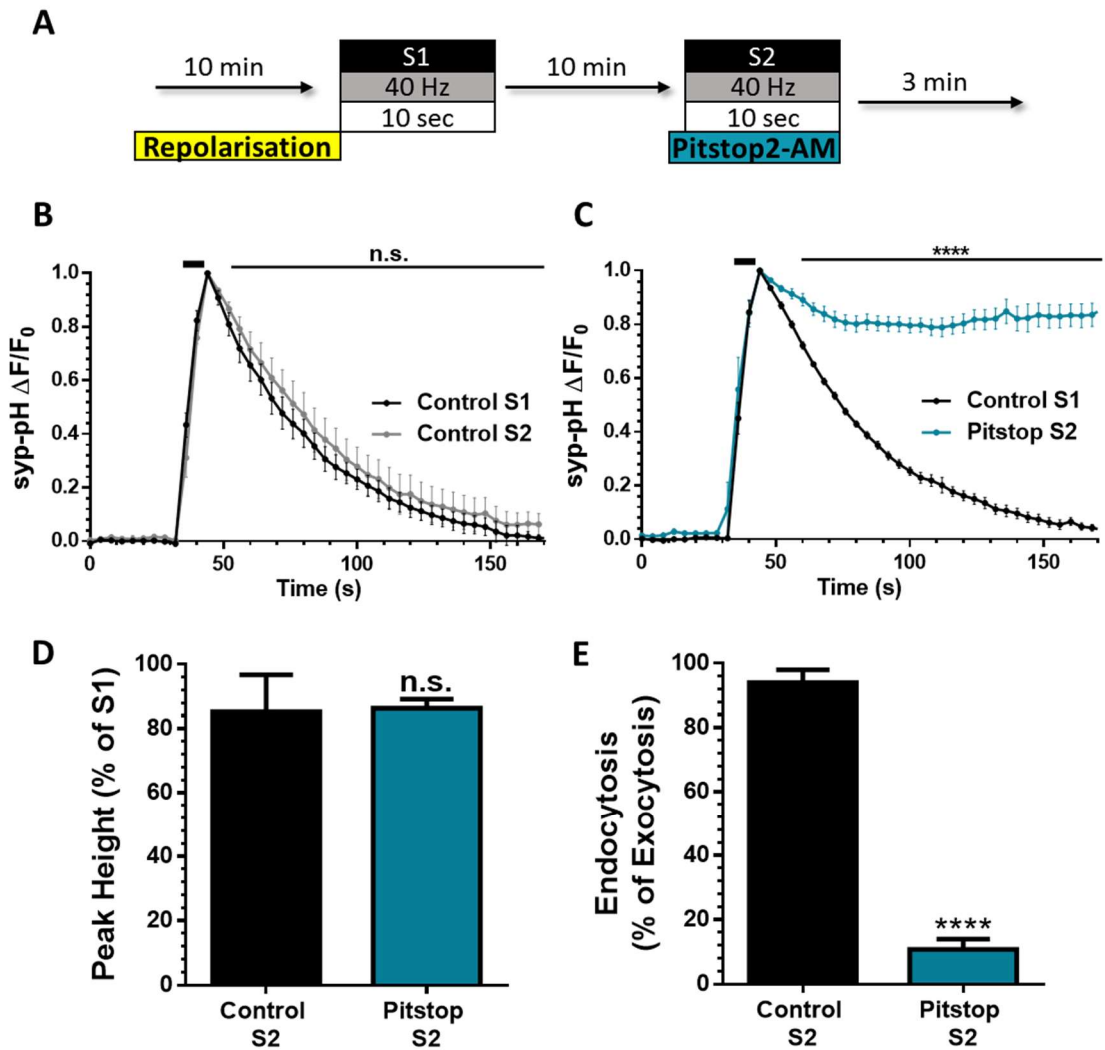 A
10 min
S1
40 Hz
10 sec
10 min
S2
40 Hz
10 sec
3 min
Repolarisation
Pitstop2-AM
B
n.s.
1.0
0.8
0.6
0.4
0.2
0.0
syp-pH ΔF/F₀
Control S1
Control S2
0
50
100
150
Time (s)
C
****
1.0
0.8
0.6
0.4
0.2
0.0
syp-pH ΔF/F₀
Control S1
Pitstop S2
0
50
100
150
Time (s)
D
100
80
60
40
20
0
Peak Height (% of S1)
n.s.
Control
S2
Pitstop
S2
E
100
80
60
40
20
0
Endocytosis
(% of Exocytosis)
****
Control
S2
Pitstop
S2